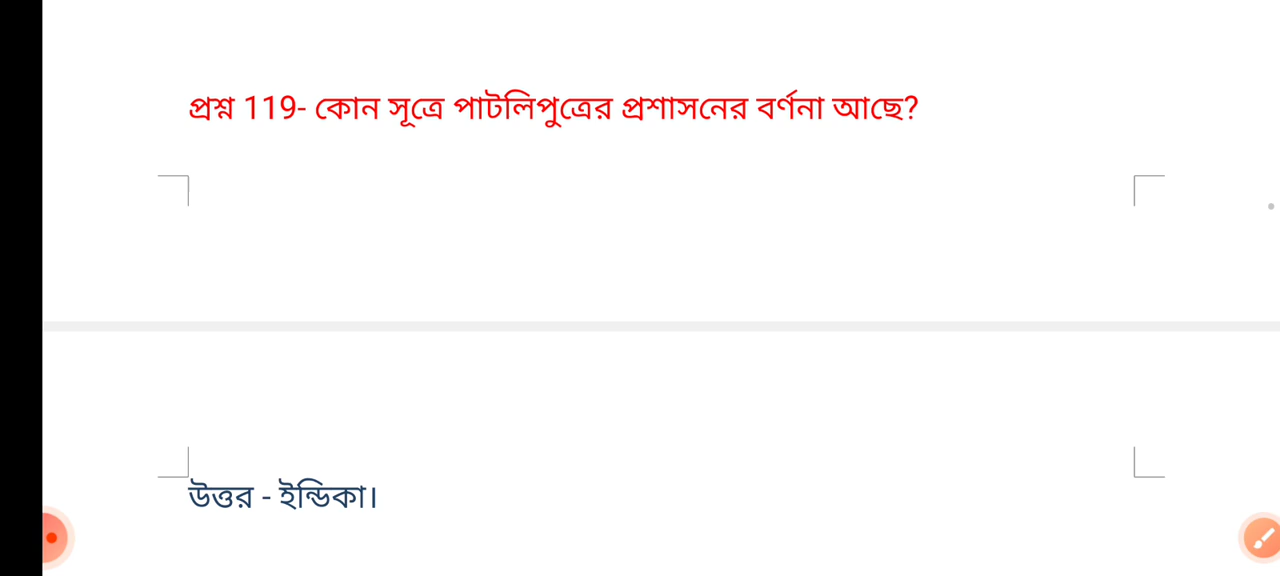 প্রশ্ন 119- কোন সূত্রে পাটলিপুত্রের প্রশাসনের বর্ণনা আছে?
উত্তর - ইন্ডিকা।